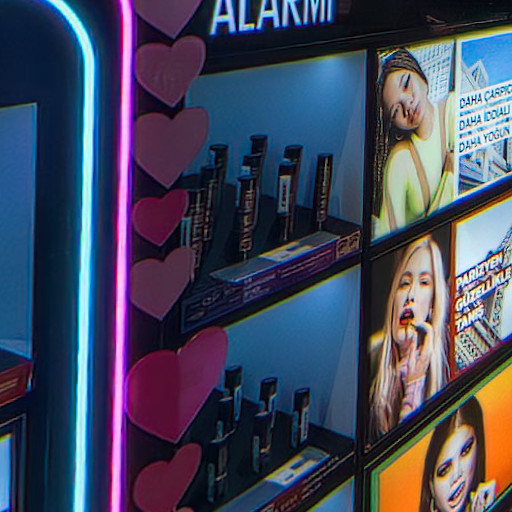 ALARMI
DAHA ÇARPICI
DAHA İDDİALI
DAHA YOĞUN
PARİZYEN
GÜZELLİKLE
TANIŞ